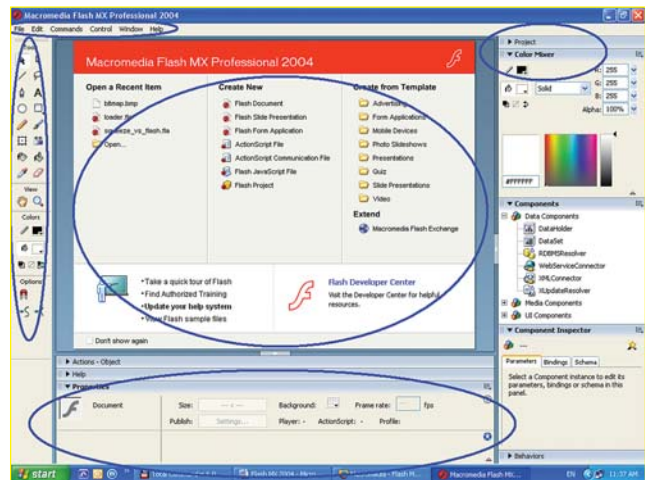 Macromedia Flash MX Professional 2004
File Edit Commands Control Window Help
Tools
View
Colors
Options
Macromedia Flash MX Professional 2004
Open a Recent Item
bitmap.bmp
loader.fla
squeeze_vs_flash.fla
Open...
Create New
Flash Document
Flash Slide Presentation
Flash Form Application
ActionScript File
ActionScript Communication File
Flash JavaScript File
Flash Project
Create from Template
Advertising
Form Applications
Mobile Devices
Photo Slideshows
Presentations
Quiz
Slide Presentations
Video
Extend
Macromedia Flash Exchange
•Take a quick tour of Flash
•Find Authorized Training
•Update your help system
•View Flash sample files
Flash Developer Center
Visit the Developer Center for helpful
resources.
Don't show again
Actions - Object
Help
Properties
Document
Size:
Background:
Frame rate:
fps
Publish:
Settings...
Player: -
ActionScript: -
Profile:
Project
Color Mixer
R: 255
Solid
G: 255
B: 255
Alpha: 100%
#FFFFFF
Components
Data Components
DataHolder
DataSet
RDBMSResolver
WebServiceConnector
XMLConnector
XUpdateResolver
Media Components
UI Components
Component Inspector
Parameters Bindings Schema
Select a Component instance to edit its
parameters, bindings or schema in this
panel.
Behaviors
start
Macromedia Flash MX...
EN
11:37 AM